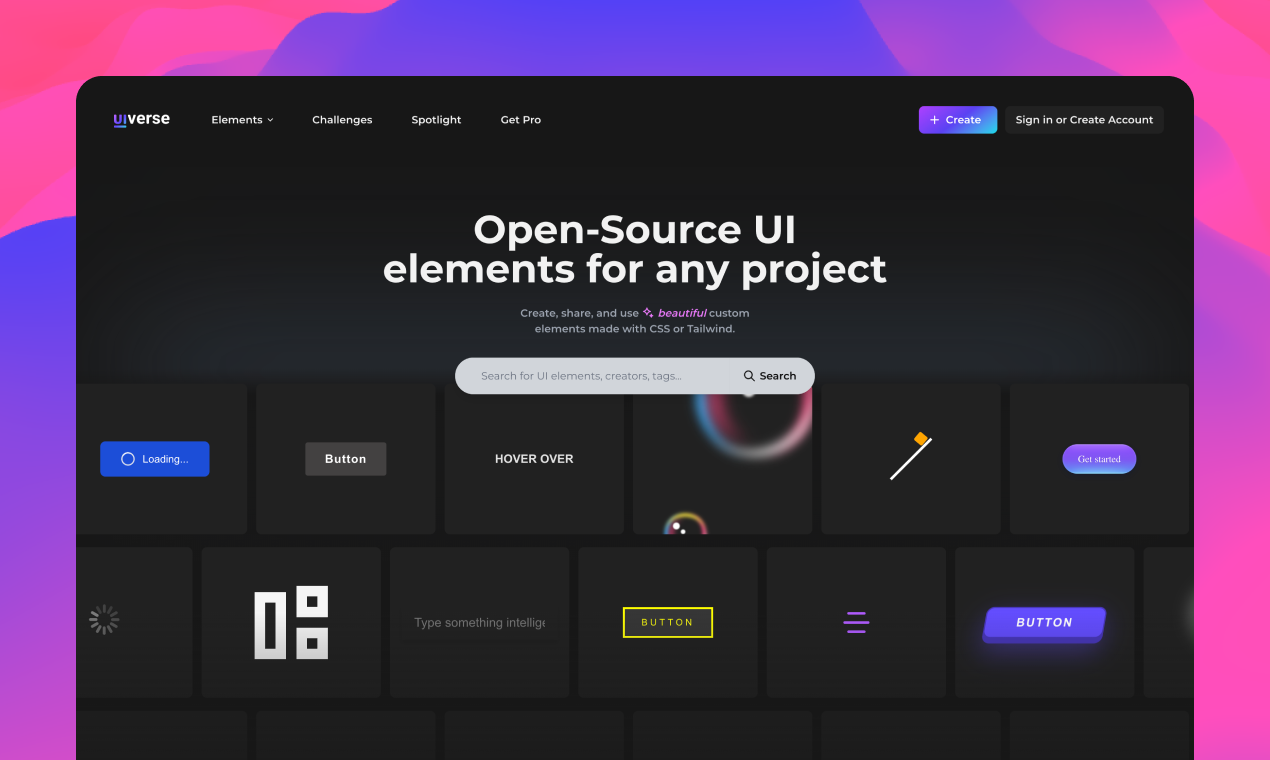 uiverse
Elements
Challenges
Spotlight
Get Pro
+ Create
Sign in or Create Account
Open-Source UI
elements for any project
Create, share, and use beautiful custom
elements made with CSS or Tailwind.
Search for UI elements, creators, tags...
Search
Loading...
Button
HOVER OVER
Get started
Type something intellige
BUTTON
BUTTON